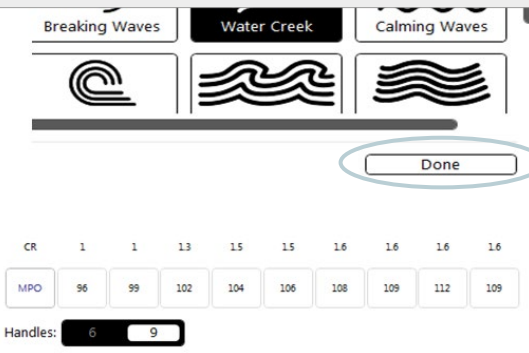 Breaking Waves Water Creek Calming Waves
Done
CR 1 1 1.3 1.5 1.5 1.6 1.6 1.6 1.6
MPO 96 99 102 104 106 108 109 112 109
Handles: 6 9